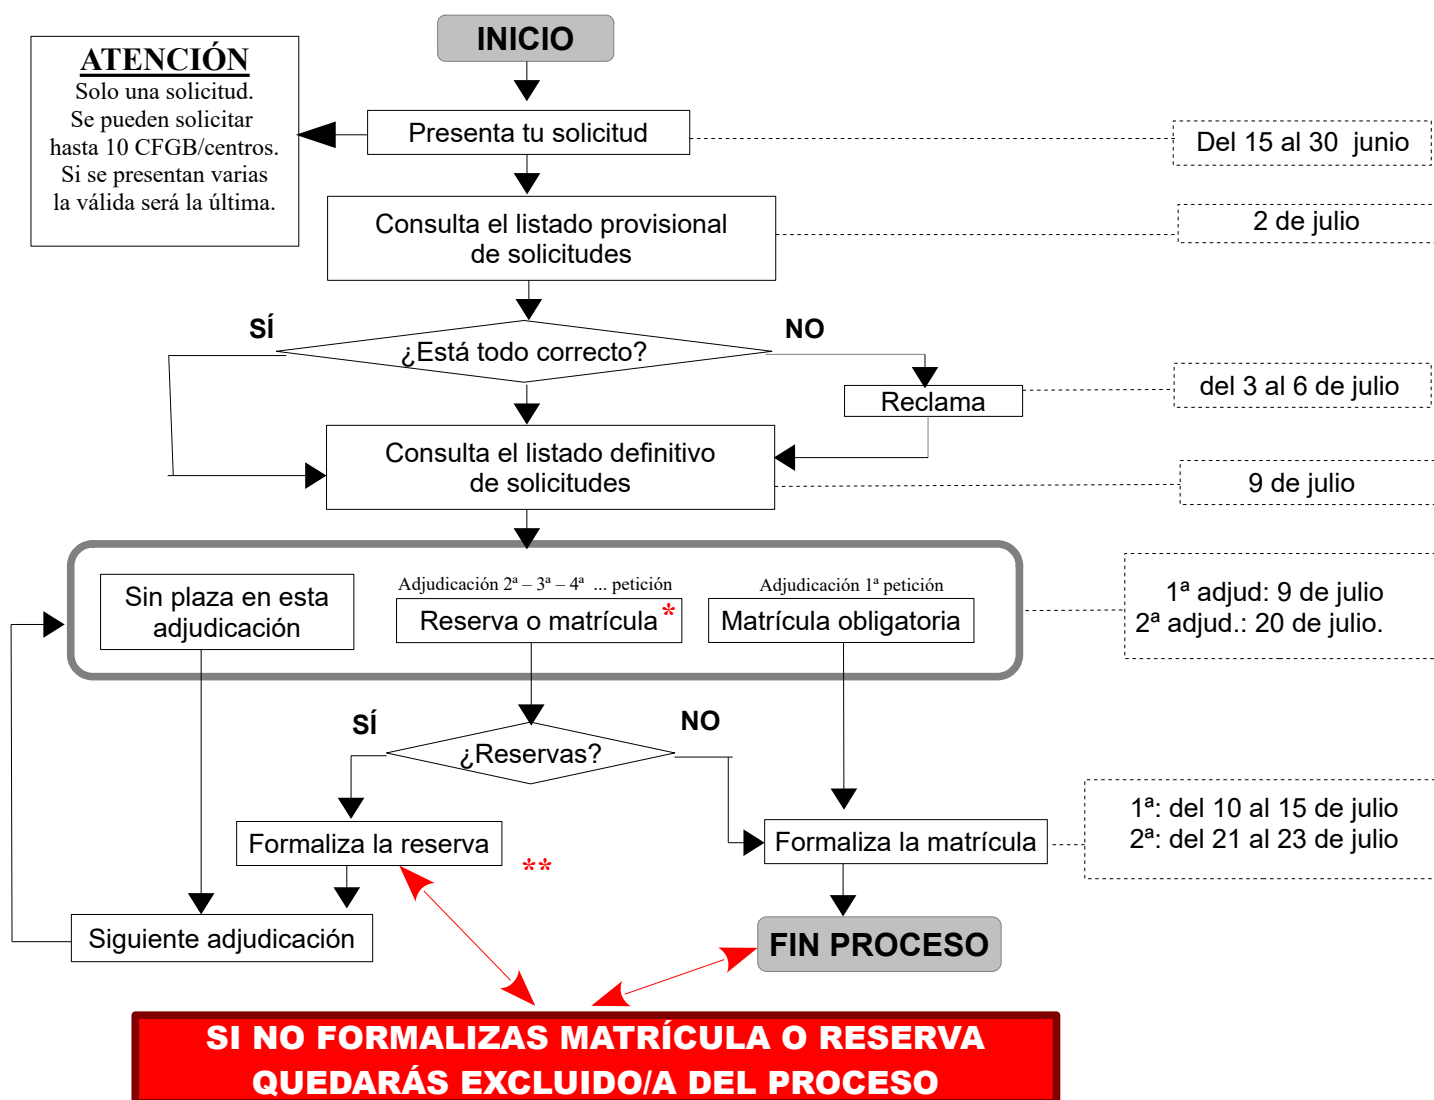 INICIO
ATENCIÓN
Solo una solicitud.
Se pueden solicitar
hasta 10 CFGB/centros.
Si se presentan varias
la válida será la última.
Presenta tu solicitud
Del 15 al 30  junio
Consulta el listado provisional
de solicitudes
2 de julio
SÍ
¿Está todo correcto?
NO
Reclama
del 3 al 6 de julio
Consulta el listado definitivo
de solicitudes
9 de julio
Sin plaza en esta
adjudicación
Adjudicación 2ª – 3ª – 4ª  ... petición
Reserva o matrícula *
Adjudicación 1ª petición
Matrícula obligatoria
1ª adjud: 9 de julio
2ª adjud.: 20 de julio.
SÍ
¿Reservas?
NO
Formaliza la reserva
**
Formaliza la matrícula
1ª: del 10 al 15 de julio
2ª: del 21 al 23 de julio
Siguiente adjudicación
FIN PROCESO
SI NO FORMALIZAS MATRÍCULA O RESERVA
QUEDARÁS EXCLUIDO/A DEL PROCESO